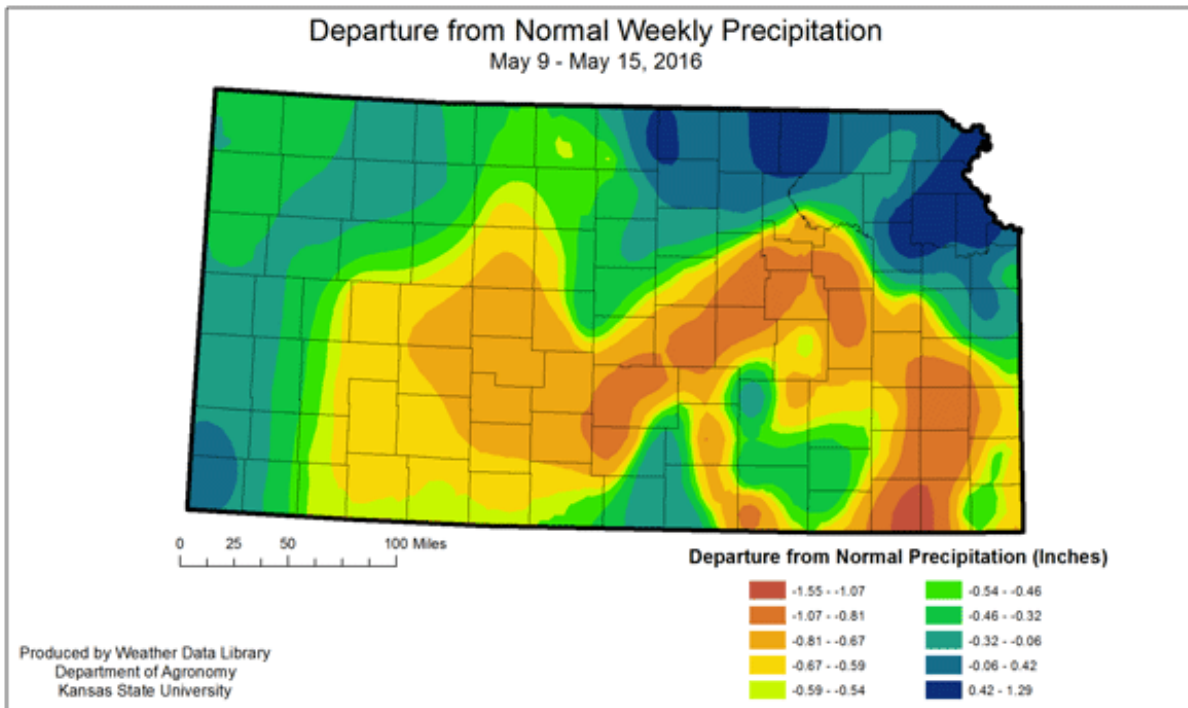 Departure from Normal Weekly Precipitation
May 9 - May 15, 2016
0 25 50 100 Miles
Departure from Normal Precipitation (Inches)
-1.55 - -1.07
-1.07 - -0.81
-0.81 - -0.67
-0.67 - -0.59
-0.59 - -0.54
-0.54 - -0.46
-0.46 - -0.32
-0.32 - -0.06
-0.06 - 0.42
0.42 - 1.29
Produced by Weather Data Library
Department of Agronomy
Kansas State University